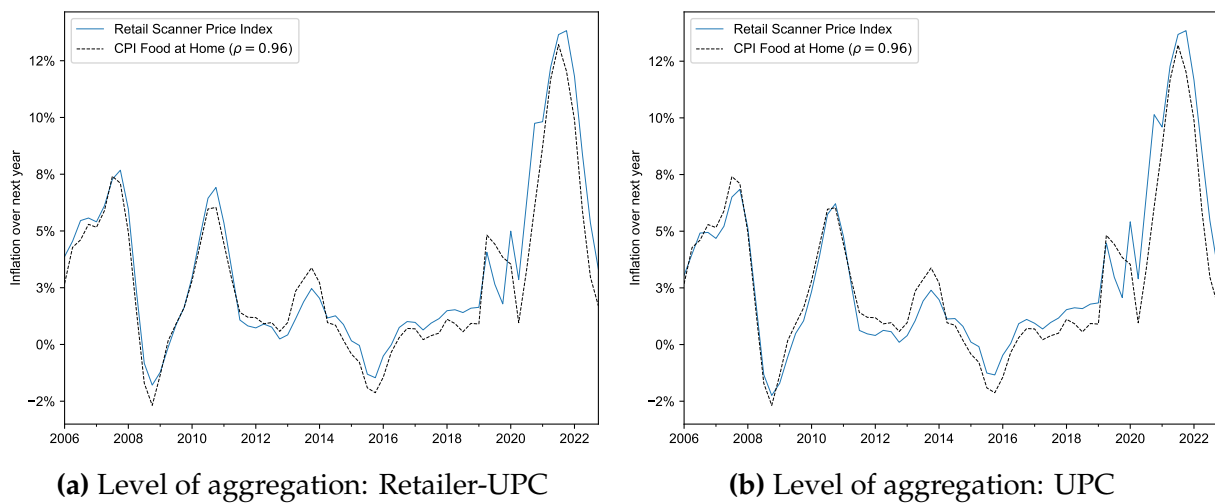 Retail Scanner Price Index
CPI Food at Home (ρ = 0.96)
Inflation over next year
12%
10%
8%
5%
3%
0%
−2%
2006 2008 2010 2012 2014 2016 2018 2020 2022
(a) Level of aggregation: Retailer-UPC
Retail Scanner Price Index
CPI Food at Home (ρ = 0.96)
Inflation over next year
12%
10%
8%
5%
3%
0%
−2%
2006 2008 2010 2012 2014 2016 2018 2020 2022
(b) Level of aggregation: UPC